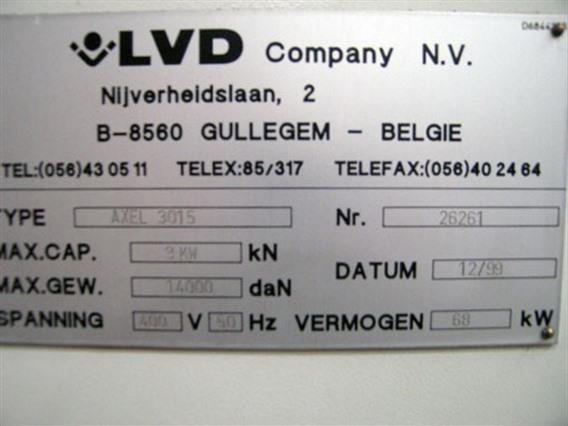 LVD Company N.V.
Nijverheidslaan, 2
B-8560 GULLEGEM - BELGIE
TEL:(056)43 05 11 TELEX:85/317 TELEFAX:(056)40 24 64
TYPE AXEL 3015 Nr. 26261
MAX.CAP. 3 KW kN
DATUM 12/99
MAX.GEW. 14000 daN
SPANNING 400 V 50 Hz VERMOGEN 68 kW